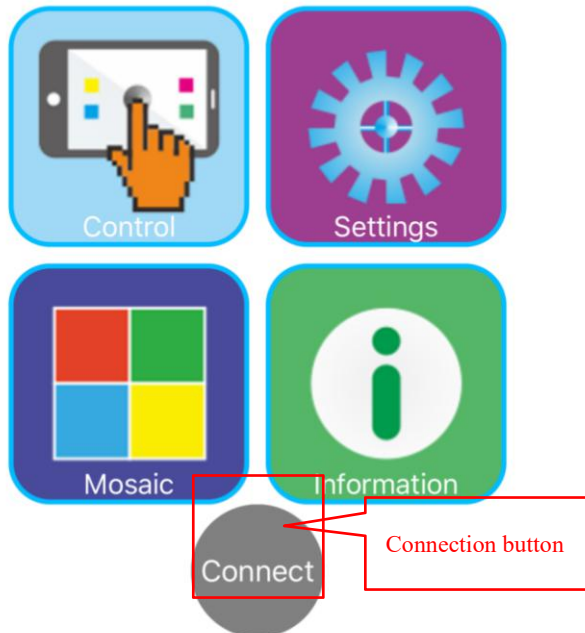 Control
Settings
Mosaic
Information
Connection button
Connect